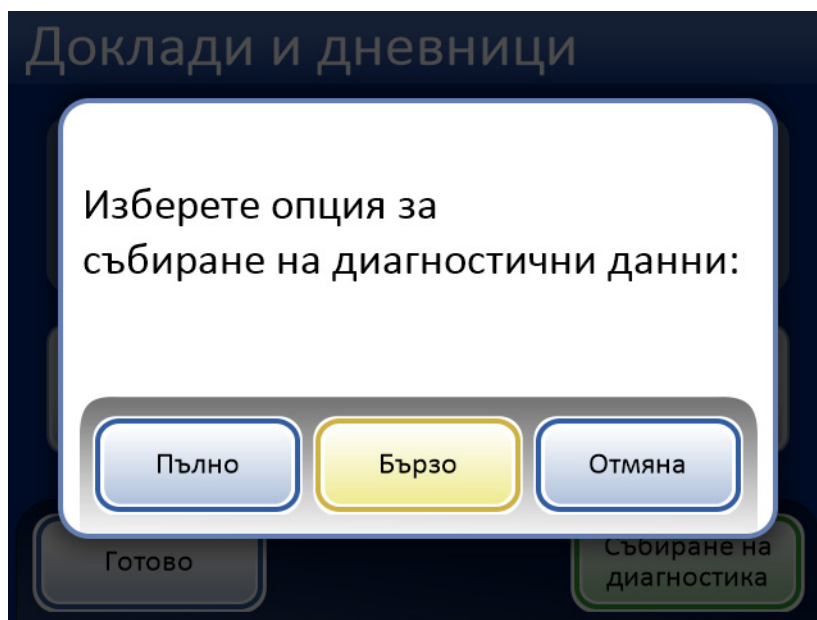 Доклади и дневници
Изберете опция за
събиране на диагностични данни:
Пълно
Бързо
Отмяна
Готово
Събиране на
диагностика